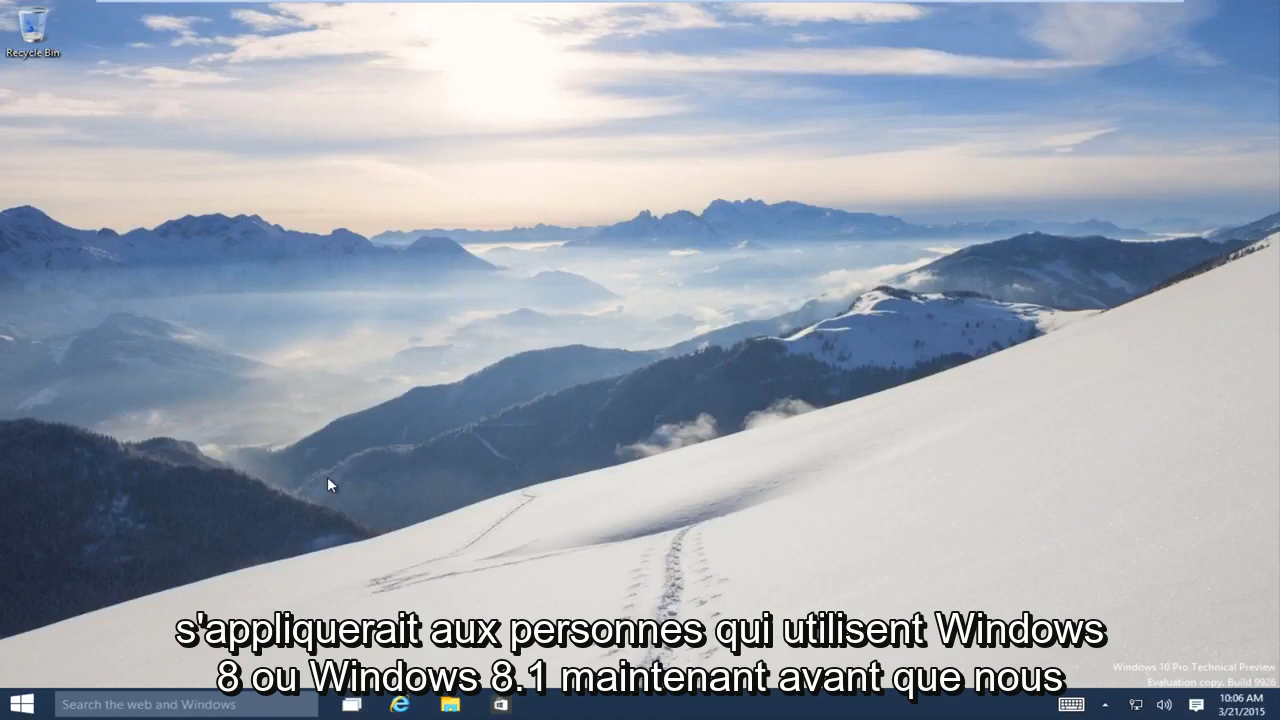 Recycle Bin
s'appliquerait aux personnes qui utilisent Windows
8 ou Windows 8.1 maintenant avant que nous
Windows 10 Pro Technical Preview
Evaluation copy. Build 9926
Search the web and Windows
10:06 AM
3/21/2015